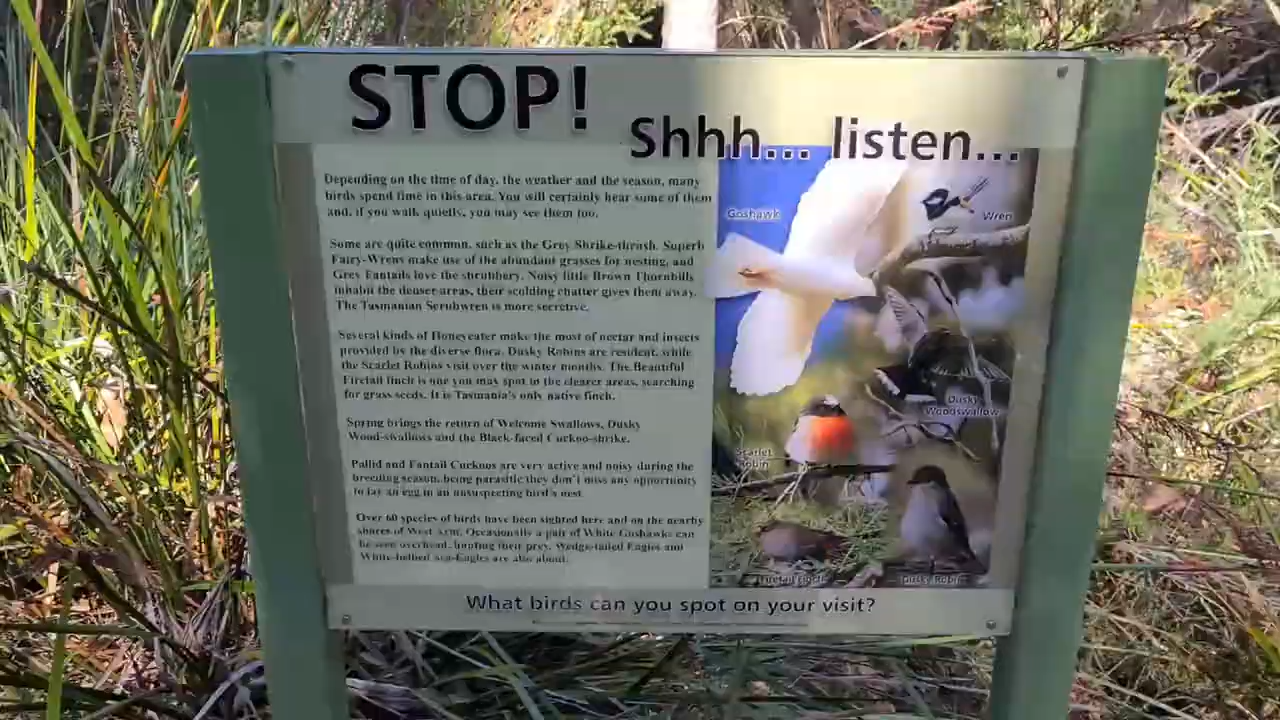 STOP!
Shhh... listen...
Depending on the time of day, the weather and the season, many
birds spend time in this area. You will certainly hear some of them
and, if you walk quietly, you may see them too.
Some are quite common, such as the Grey Shrike-thrush. Superb
Fairy-Wrens make use of the abundant grasses for nesting, and
Grey Fantails love the shrubbery. Noisy little Brown Thornbills
inhabit the denser areas, their scolding chatter gives them away.
The Tasmanian Scrubwren is more secretive.
Several kinds of Honeyeater make the most of nectar and insects
provided by the diverse flora. Dusky Robins are resident, while
the Scarlet Robins visit over the winter months. The Beautiful
Firetail finch is one you may spot in the clearer areas, searching
for grass seeds. It is Tasmania's only native finch.
Spring brings the return of Welcome Swallows, Dusky
Wood-swallows and the Black-faced Cuckoo-shrike.
Pallid and Fantail Cuckoos are very active and noisy during the
breeding season, being parasitic they don't miss any opportunity
to lay an egg in an unsuspecting bird's nest.
Over 60 species of birds have been sighted here and on the nearby
shores of West Arm. Occasionally a pair of White Goshawks can
be seen overhead, hunting their prey. Wedge-tailed Eagles and
White-bellied Sea-Eagles are also about.
Goshawk
Wren
Dusky
Woodswallow
Scarlet
Robin
Firetail Finch
Dusky Robin
What birds can you spot on your visit?